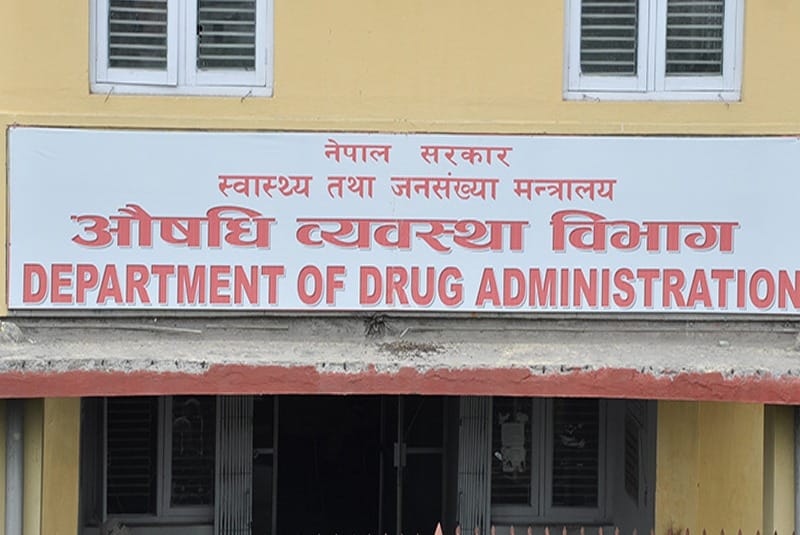 नेपाल सरकार
स्वास्थ्य तथा जनसंख्या मन्त्रालय
औषधि व्यवस्था विभाग
DEPARTMENT OF DRUG ADMINISTRATION